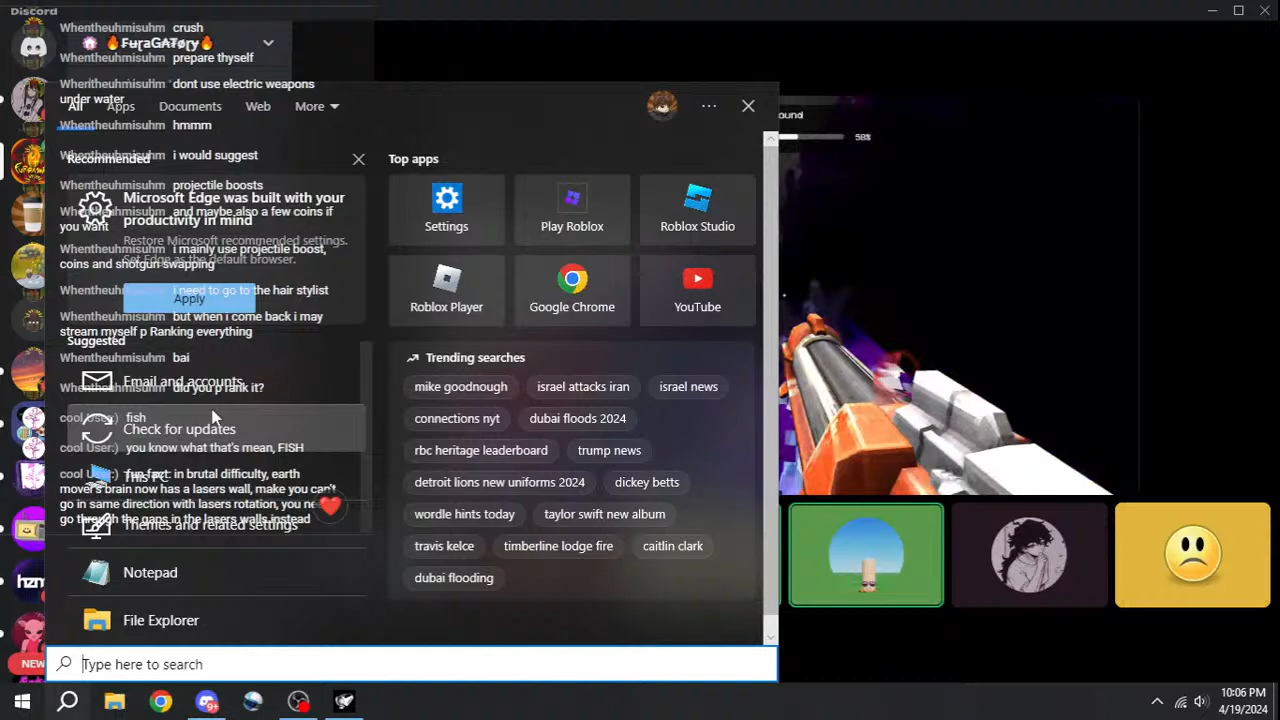 Discord
Whentheuhmisuhm crush
🔥FuɼaGATory🔥
Whentheuhmisuhm prepare thyself
Whentheuhmisuhm dont use electric weapons
under water
All Apps Documents Web More
Whentheuhmisuhm hmmm
Whentheuhmisuhm i would suggest
Recommended
Whentheuhmisuhm projectile boosts
Microsoft Edge was built with your
productivity in mind
Whentheuhmisuhm and maybe also a few coins if
you want
Restore Microsoft recommended settings.
Set Edge as the default browser.
Whentheuhmisuhm i mainly use projectile boost,
coins and shotgun swapping
Whentheuhmisuhm i need to go to the hair stylist
Apply
Whentheuhmisuhm but when i come back i may
stream myself p Ranking everything
Suggested
Whentheuhmisuhm bai
Email and accounts
Whentheuhmisuhm did you p rank it?
cool User:) fish
Check for updates
cool User:) you know what that's mean, FISH
cool User:) fun fact: in brutal difficulty, earth
mover's brain now has a lasers wall, make you can't
go in same direction with lasers rotation, you need
go through the gaps in the lasers walls instead
This PC
Themes and related settings
Notepad
File Explorer
Top apps
Settings
Play Roblox
Roblox Studio
Roblox Player
Google Chrome
YouTube
Trending searches
mike goodnough
israel attacks iran
israel news
connections nyt
dubai floods 2024
rbc heritage leaderboard
trump news
detroit lions new uniforms 2024
dickey betts
wordle hints today
taylor swift new album
travis kelce
timberline lodge fire
caitlin clark
dubai flooding
ound
58%
NEW
Type here to search
9+
10:06 PM
4/19/2024